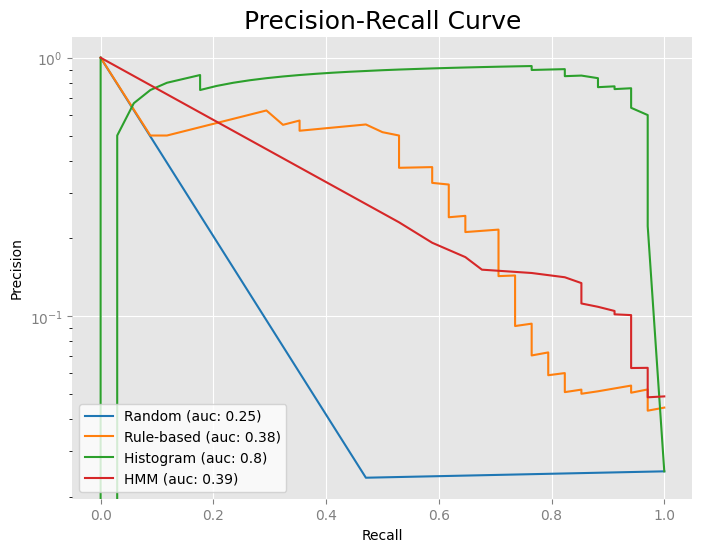 Precision-Recall Curve
10⁰
10⁻¹
Precision
Random (auc: 0.25)
Rule-based (auc: 0.38)
Histogram (auc: 0.8)
HMM (auc: 0.39)
0.0 0.2 0.4 0.6 0.8 1.0
Recall